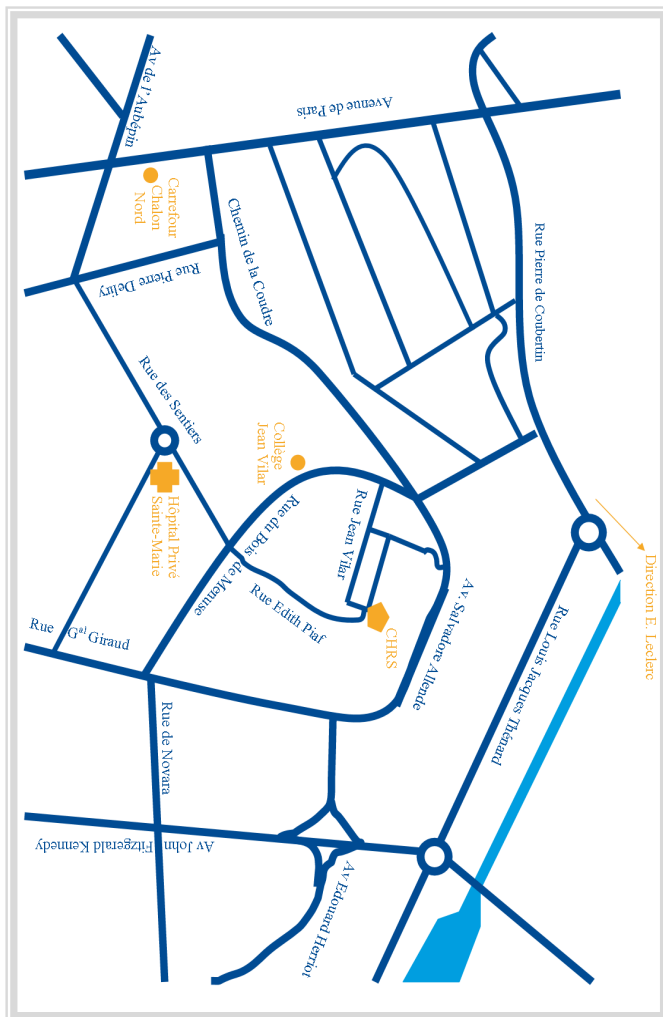 Av de l'Aubépin
Avenue de Paris
Carrefour
Chalon
Nord
Chemin de la Coudre
Rue Pierre de Coubertin
Rue Pierre Deliry
Rue des Sentiers
Collège
Jean Vilar
Hôpital Privé
Sainte-Marie
Rue du Bois de Menuse
Rue Jean Vilar
Rue Edith Piaf
CHRS
Av. Salvadore Allende
Direction E. Leclerc
Rue Louis Jacques Thénard
Rue Gal Giraud
Rue de Novara
Av John Fitzgerald Kennedy
Av Edouard Herriot